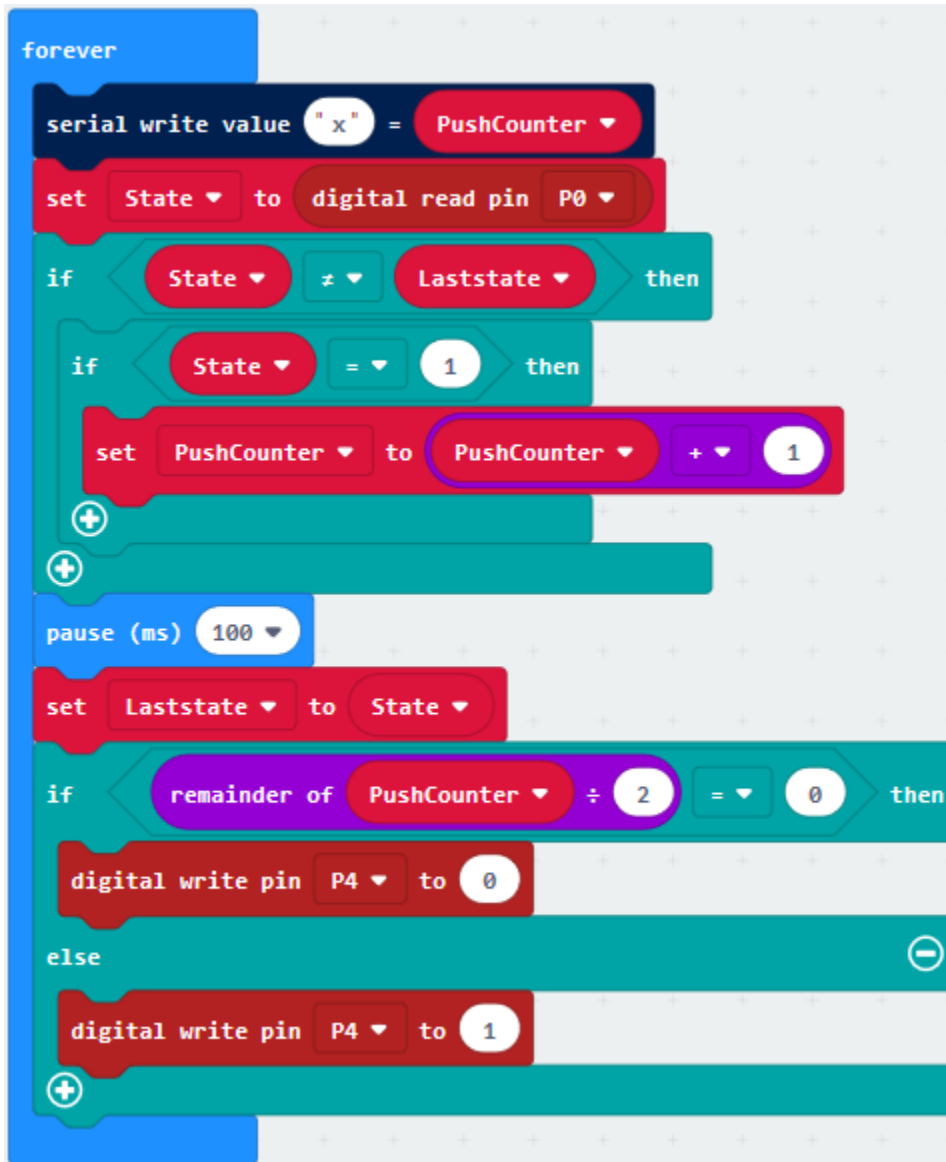 forever
serial write value "x" = PushCounter
set State to digital read pin P0
if State ≠ Laststate then
if State = 1 then
set PushCounter to PushCounter + 1
pause (ms) 100
set Laststate to State
if remainder of PushCounter ÷ 2 = 0 then
digital write pin P4 to 0
else
digital write pin P4 to 1